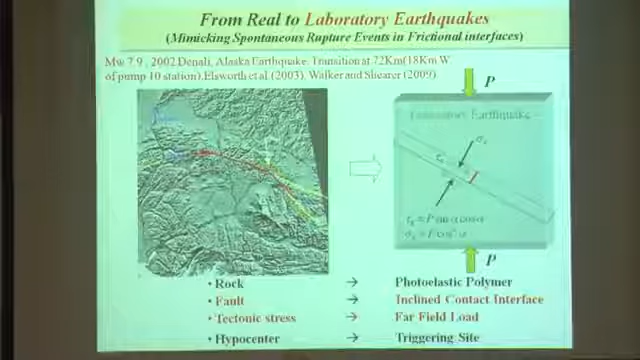 From Real to Laboratory Earthquakes
(Mimicking Spontaneous Rupture Events in Frictional interfaces)
Mw 7.9, 2002 Denali, Alaska Earthquake. Transition at 72Km(18Km W
of pump 10 station).Elsworth et.al (2003), Walker and Shearer (2009)
P
Laboratory Earthquake
P
• Rock → Photoelastic Polymer
• Fault → Inclined Contact Interface
• Tectonic stress → Far Field Load
• Hypocenter → Triggering Site